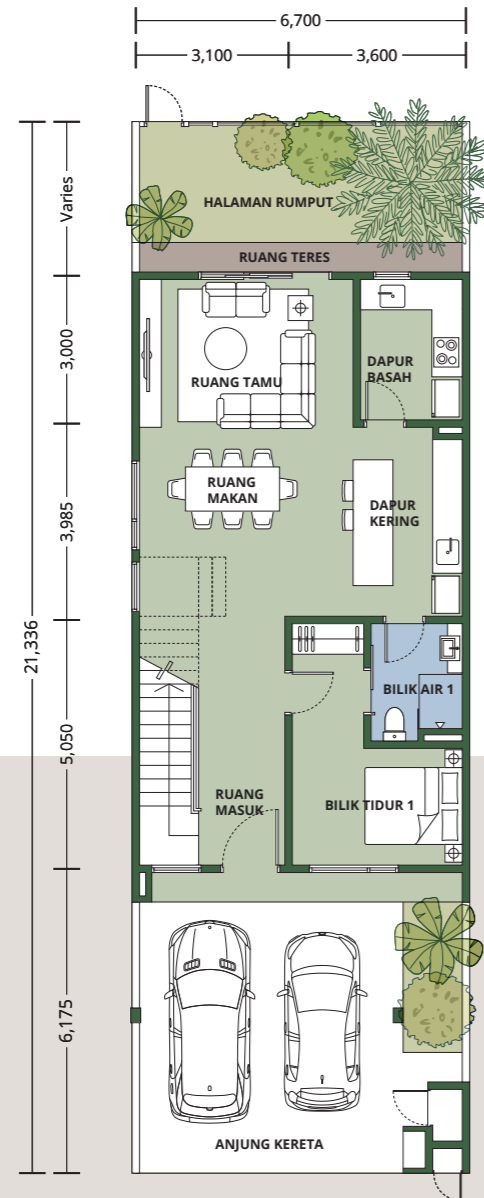 6,700
3,100
3,600
Varies
HALAMAN RUMPUT
RUANG TERES
3,000
RUANG TAMU
DAPUR
BASAH
3,985
RUANG
MAKAN
DAPUR
KERING
21,336
5,050
BILIK AIR 1
RUANG
MASUK
BILIK TIDUR 1
6,175
ANJUNG KERETA